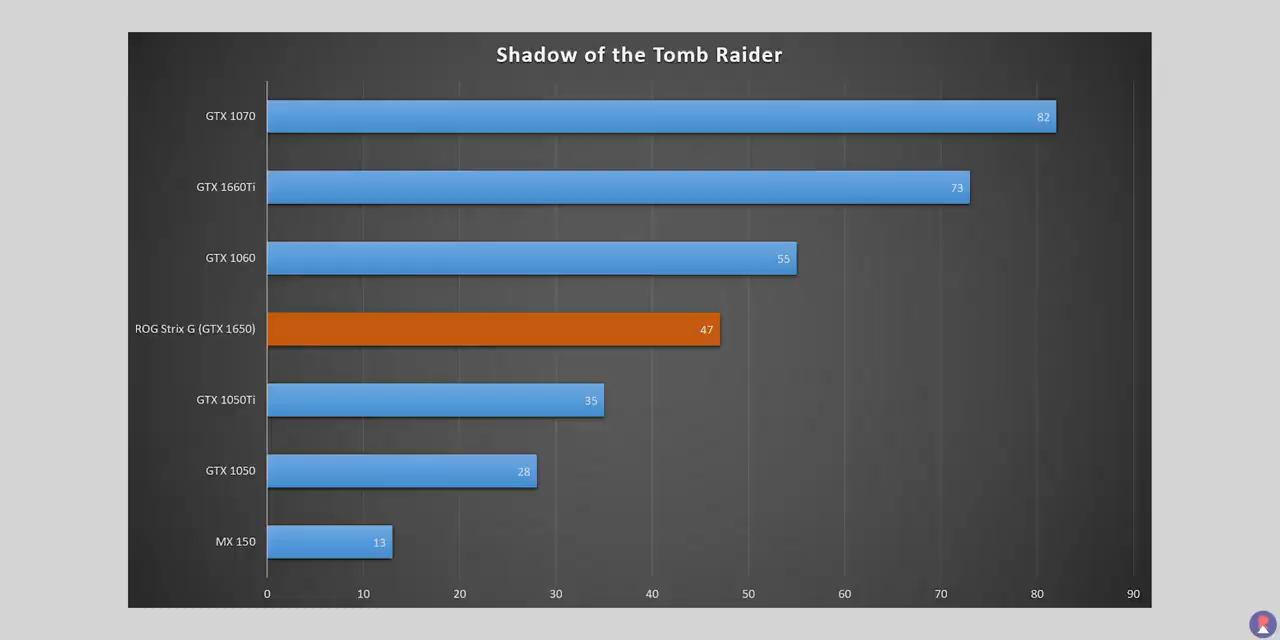 Shadow of the Tomb Raider
GTX 1070
82
GTX 1660Ti
73
GTX 1060
55
ROG Strix G (GTX 1650)
47
GTX 1050Ti
35
GTX 1050
28
MX 150
13
0 10 20 30 40 50 60 70 80 90